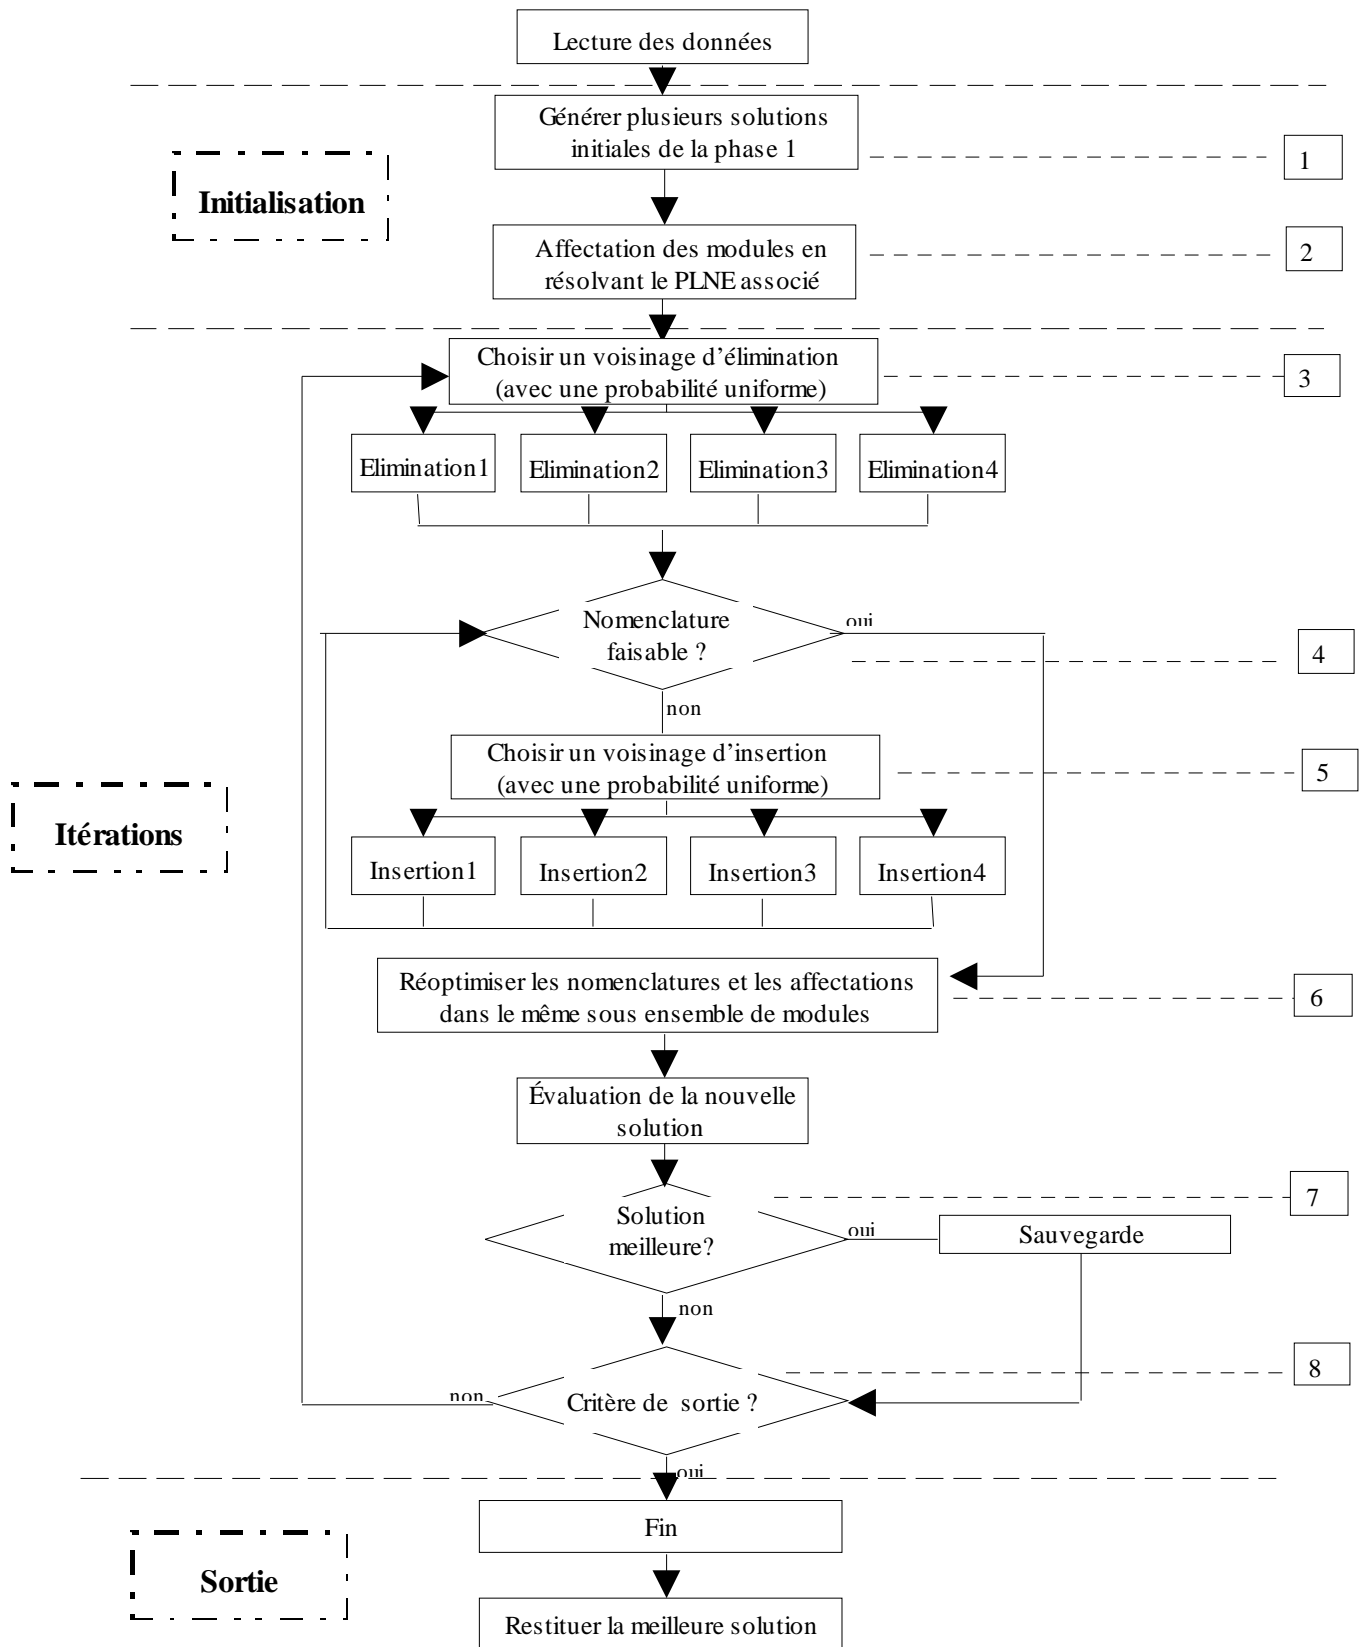 Lecture des données
Générer plusieurs solutions
initiales de la phase 1
1
Initialisation
Affectation des modules en
résolvant le PLNE associé
2
Choisir un voisinage d'élimination
(avec une probabilité uniforme)
3
Elimination1
Elimination2
Elimination3
Elimination4
Nomenclature
faisable ?
oui
4
non
Choisir un voisinage d'insertion
(avec une probabilité uniforme)
5
Itérations
Insertion1
Insertion2
Insertion3
Insertion4
Réoptimiser les nomenclatures et les affectations
dans le même sous ensemble de modules
6
Évaluation de la nouvelle
solution
7
Solution
meilleure?
oui
Sauvegarde
non
8
non
Critère de sortie ?
oui
Fin
Sortie
Restituer la meilleure solution